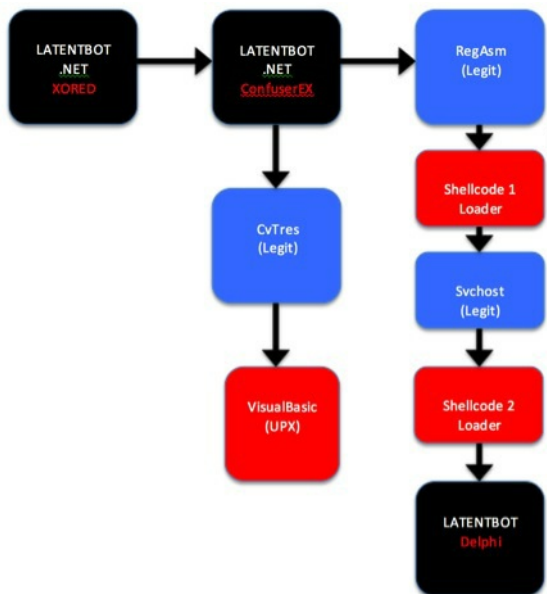 LATENTBOT
.NET
XORED
LATENTBOT
.NET
ConfuserEX
RegAsm
(Legit)
Shellcode 1
Loader
CvTres
(Legit)
Svchost
(Legit)
VisualBasic
(UPX)
Shellcode 2
Loader
LATENTBOT
Delphi